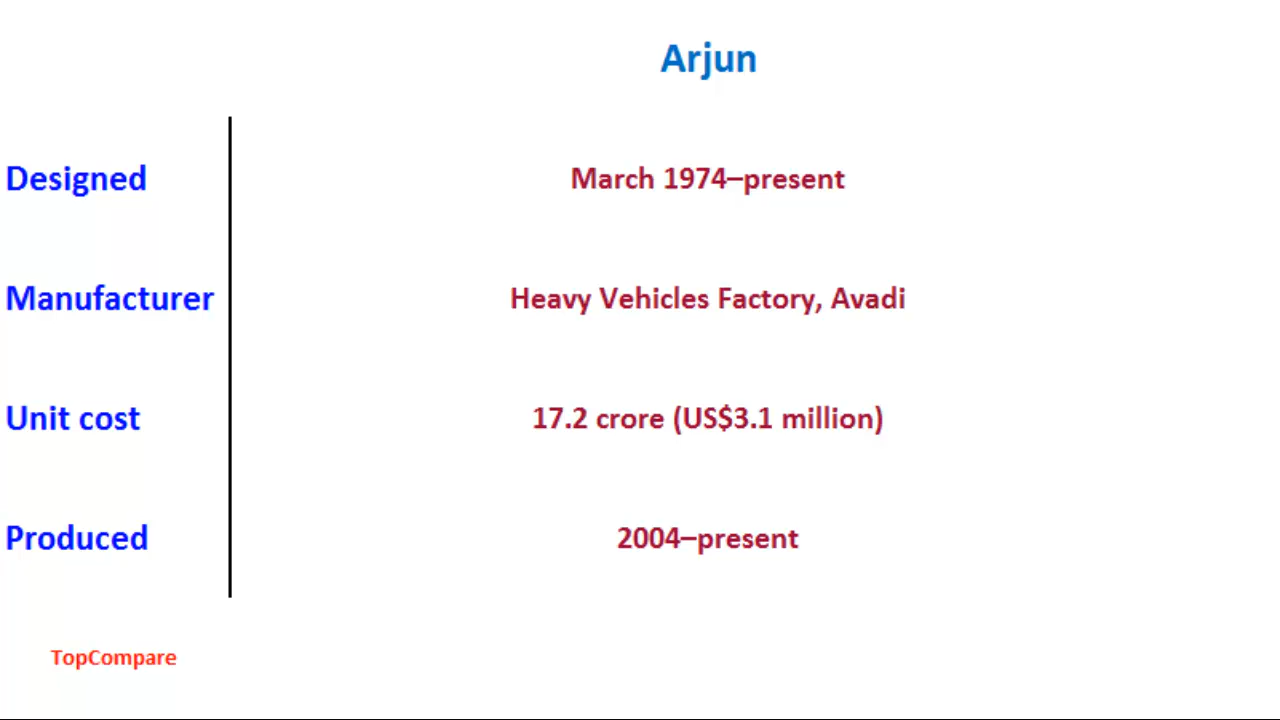 Arjun
Designed March 1974–present
Manufacturer Heavy Vehicles Factory, Avadi
Unit cost 17.2 crore (US$3.1 million)
Produced 2004–present
TopCompare